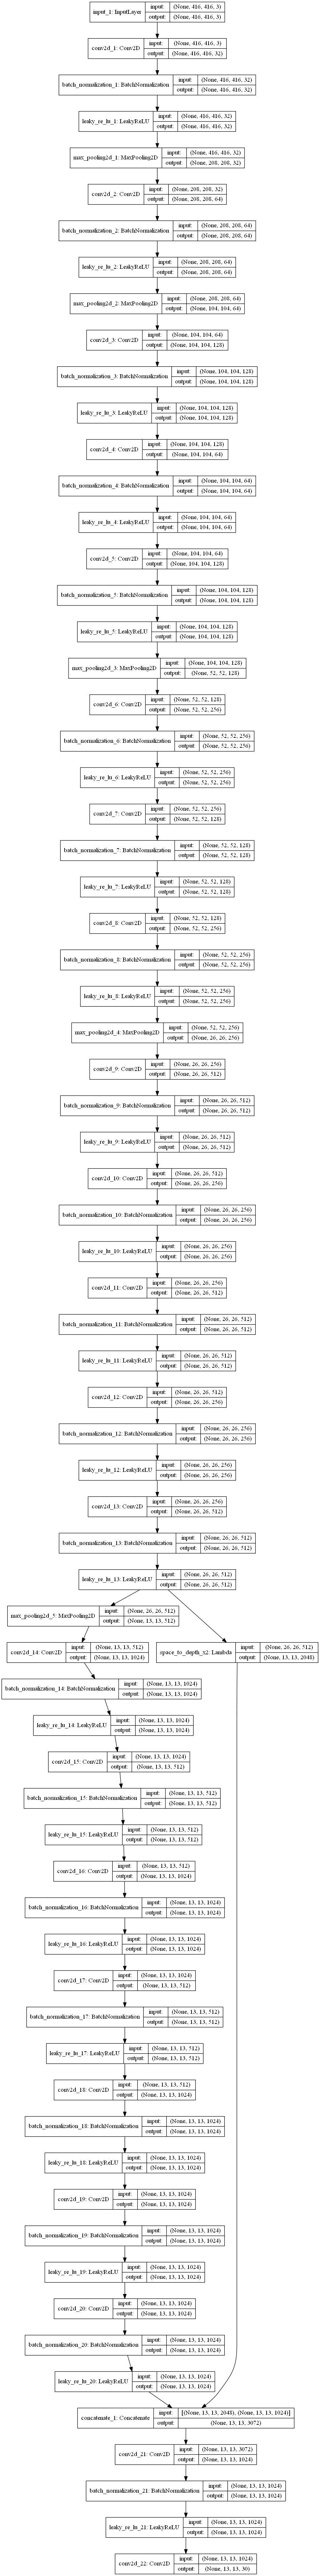 input_1: InputLayer
input: (None, 416, 416, 3)
output: (None, 416, 416, 3)
conv2d_1: Conv2D
input: (None, 416, 416, 3)
output: (None, 416, 416, 32)
batch_normalization_1: BatchNormalization
input: (None, 416, 416, 32)
output: (None, 416, 416, 32)
leaky_re_lu_1: LeakyReLU
input: (None, 416, 416, 32)
output: (None, 416, 416, 32)
max_pooling2d_1: MaxPooling2D
input: (None, 416, 416, 32)
output: (None, 208, 208, 32)
conv2d_2: Conv2D
input: (None, 208, 208, 32)
output: (None, 208, 208, 64)
batch_normalization_2: BatchNormalization
input: (None, 208, 208, 64)
output: (None, 208, 208, 64)
leaky_re_lu_2: LeakyReLU
input: (None, 208, 208, 64)
output: (None, 208, 208, 64)
max_pooling2d_2: MaxPooling2D
input: (None, 208, 208, 64)
output: (None, 104, 104, 64)
conv2d_3: Conv2D
input: (None, 104, 104, 64)
output: (None, 104, 104, 128)
batch_normalization_3: BatchNormalization
input: (None, 104, 104, 128)
output: (None, 104, 104, 128)
leaky_re_lu_3: LeakyReLU
input: (None, 104, 104, 128)
output: (None, 104, 104, 128)
conv2d_4: Conv2D
input: (None, 104, 104, 128)
output: (None, 104, 104, 64)
batch_normalization_4: BatchNormalization
input: (None, 104, 104, 64)
output: (None, 104, 104, 64)
leaky_re_lu_4: LeakyReLU
input: (None, 104, 104, 64)
output: (None, 104, 104, 64)
conv2d_5: Conv2D
input: (None, 104, 104, 64)
output: (None, 104, 104, 128)
batch_normalization_5: BatchNormalization
input: (None, 104, 104, 128)
output: (None, 104, 104, 128)
leaky_re_lu_5: LeakyReLU
input: (None, 104, 104, 128)
output: (None, 104, 104, 128)
max_pooling2d_3: MaxPooling2D
input: (None, 104, 104, 128)
output: (None, 52, 52, 128)
conv2d_6: Conv2D
input: (None, 52, 52, 128)
output: (None, 52, 52, 256)
batch_normalization_6: BatchNormalization
input: (None, 52, 52, 256)
output: (None, 52, 52, 256)
leaky_re_lu_6: LeakyReLU
input: (None, 52, 52, 256)
output: (None, 52, 52, 256)
conv2d_7: Conv2D
input: (None, 52, 52, 256)
output: (None, 52, 52, 128)
batch_normalization_7: BatchNormalization
input: (None, 52, 52, 128)
output: (None, 52, 52, 128)
leaky_re_lu_7: LeakyReLU
input: (None, 52, 52, 128)
output: (None, 52, 52, 128)
conv2d_8: Conv2D
input: (None, 52, 52, 128)
output: (None, 52, 52, 256)
batch_normalization_8: BatchNormalization
input: (None, 52, 52, 256)
output: (None, 52, 52, 256)
leaky_re_lu_8: LeakyReLU
input: (None, 52, 52, 256)
output: (None, 52, 52, 256)
max_pooling2d_4: MaxPooling2D
input: (None, 52, 52, 256)
output: (None, 26, 26, 256)
conv2d_9: Conv2D
input: (None, 26, 26, 256)
output: (None, 26, 26, 512)
batch_normalization_9: BatchNormalization
input: (None, 26, 26, 512)
output: (None, 26, 26, 512)
leaky_re_lu_9: LeakyReLU
input: (None, 26, 26, 512)
output: (None, 26, 26, 512)
conv2d_10: Conv2D
input: (None, 26, 26, 512)
output: (None, 26, 26, 256)
batch_normalization_10: BatchNormalization
input: (None, 26, 26, 256)
output: (None, 26, 26, 256)
leaky_re_lu_10: LeakyReLU
input: (None, 26, 26, 256)
output: (None, 26, 26, 256)
conv2d_11: Conv2D
input: (None, 26, 26, 256)
output: (None, 26, 26, 512)
batch_normalization_11: BatchNormalization
input: (None, 26, 26, 512)
output: (None, 26, 26, 512)
leaky_re_lu_11: LeakyReLU
input: (None, 26, 26, 512)
output: (None, 26, 26, 512)
conv2d_12: Conv2D
input: (None, 26, 26, 512)
output: (None, 26, 26, 256)
batch_normalization_12: BatchNormalization
input: (None, 26, 26, 256)
output: (None, 26, 26, 256)
leaky_re_lu_12: LeakyReLU
input: (None, 26, 26, 256)
output: (None, 26, 26, 256)
conv2d_13: Conv2D
input: (None, 26, 26, 256)
output: (None, 26, 26, 512)
batch_normalization_13: BatchNormalization
input: (None, 26, 26, 512)
output: (None, 26, 26, 512)
leaky_re_lu_13: LeakyReLU
input: (None, 26, 26, 512)
output: (None, 26, 26, 512)
max_pooling2d_5: MaxPooling2D
input: (None, 26, 26, 512)
output: (None, 13, 13, 512)
conv2d_14: Conv2D
input: (None, 13, 13, 512)
output: (None, 13, 13, 1024)
space_to_depth_x2: Lambda
input: (None, 26, 26, 512)
output: (None, 13, 13, 2048)
batch_normalization_14: BatchNormalization
input: (None, 13, 13, 1024)
output: (None, 13, 13, 1024)
leaky_re_lu_14: LeakyReLU
input: (None, 13, 13, 1024)
output: (None, 13, 13, 1024)
conv2d_15: Conv2D
input: (None, 13, 13, 1024)
output: (None, 13, 13, 512)
batch_normalization_15: BatchNormalization
input: (None, 13, 13, 512)
output: (None, 13, 13, 512)
leaky_re_lu_15: LeakyReLU
input: (None, 13, 13, 512)
output: (None, 13, 13, 512)
conv2d_16: Conv2D
input: (None, 13, 13, 512)
output: (None, 13, 13, 1024)
batch_normalization_16: BatchNormalization
input: (None, 13, 13, 1024)
output: (None, 13, 13, 1024)
leaky_re_lu_16: LeakyReLU
input: (None, 13, 13, 1024)
output: (None, 13, 13, 1024)
conv2d_17: Conv2D
input: (None, 13, 13, 1024)
output: (None, 13, 13, 512)
batch_normalization_17: BatchNormalization
input: (None, 13, 13, 512)
output: (None, 13, 13, 512)
leaky_re_lu_17: LeakyReLU
input: (None, 13, 13, 512)
output: (None, 13, 13, 512)
conv2d_18: Conv2D
input: (None, 13, 13, 512)
output: (None, 13, 13, 1024)
batch_normalization_18: BatchNormalization
input: (None, 13, 13, 1024)
output: (None, 13, 13, 1024)
leaky_re_lu_18: LeakyReLU
input: (None, 13, 13, 1024)
output: (None, 13, 13, 1024)
conv2d_19: Conv2D
input: (None, 13, 13, 1024)
output: (None, 13, 13, 1024)
batch_normalization_19: BatchNormalization
input: (None, 13, 13, 1024)
output: (None, 13, 13, 1024)
leaky_re_lu_19: LeakyReLU
input: (None, 13, 13, 1024)
output: (None, 13, 13, 1024)
conv2d_20: Conv2D
input: (None, 13, 13, 1024)
output: (None, 13, 13, 1024)
batch_normalization_20: BatchNormalization
input: (None, 13, 13, 1024)
output: (None, 13, 13, 1024)
leaky_re_lu_20: LeakyReLU
input: (None, 13, 13, 1024)
output: (None, 13, 13, 1024)
concatenate_1: Concatenate
input: [(None, 13, 13, 2048), (None, 13, 13, 1024)]
output: (None, 13, 13, 3072)
conv2d_21: Conv2D
input: (None, 13, 13, 3072)
output: (None, 13, 13, 1024)
batch_normalization_21: BatchNormalization
input: (None, 13, 13, 1024)
output: (None, 13, 13, 1024)
leaky_re_lu_21: LeakyReLU
input: (None, 13, 13, 1024)
output: (None, 13, 13, 1024)
conv2d_22: Conv2D
input: (None, 13, 13, 1024)
output: (None, 13, 13, 30)